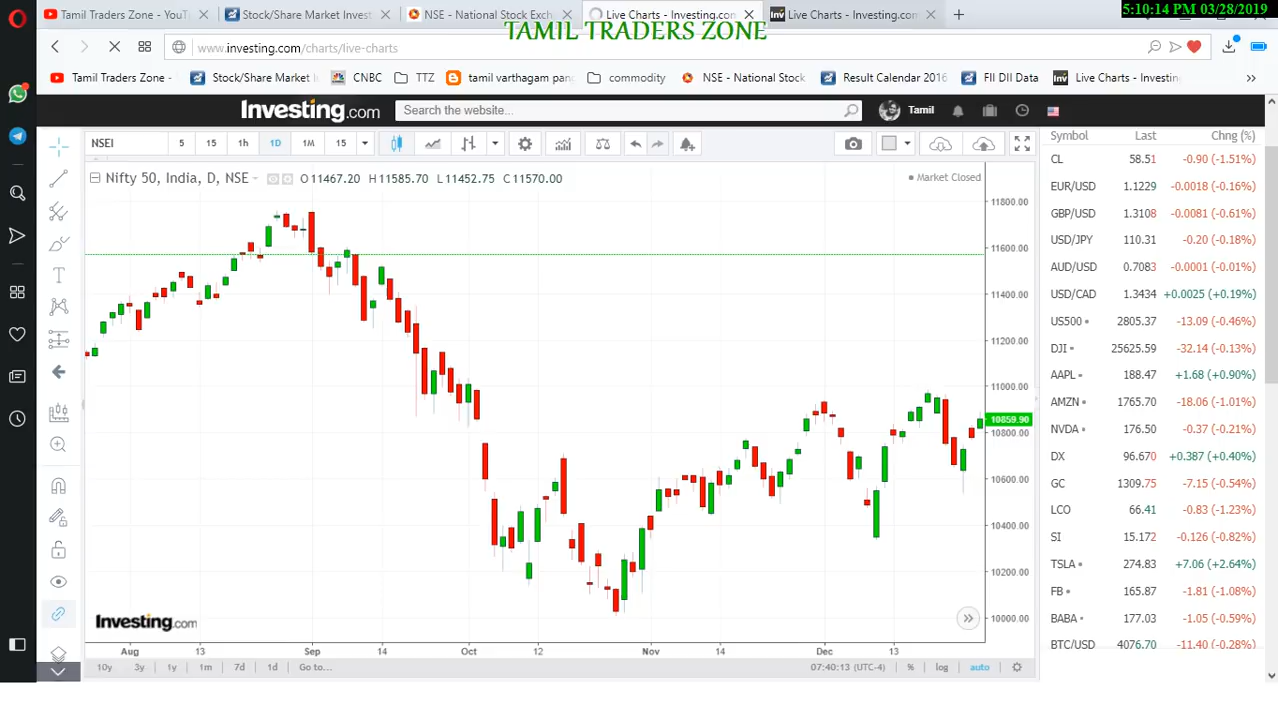 Tamil Traders Zone - YouT
Stock/Share Market Invest
NSE - National Stock Exch
Live Charts - Investing.com
Live Charts - Investing.com
5:10:14 PM 03/28/2019
TAMIL TRADERS ZONE
www.investing.com/charts/live-charts
Tamil Traders Zone -
Stock/Share Market I
CNBC
TTZ
tamil varthagam pan
commodity
NSE - National Stock
Result Calendar 2016
FII DII Data
Live Charts - Investin
Investing.com
Search the website...
Tamil
NSEI
5
15
1h
1D
1M
15
Nifty 50, India, D, NSE
O 11467.20 H 11585.70 L 11452.75 C 11570.00
Market Closed
11800.00
11600.00
11400.00
11200.00
11000.00
10859.90
10800.00
10600.00
10400.00
10200.00
10000.00
Investing.com
Aug
13
Sep
14
Oct
12
Nov
14
Dec
13
10y
3y
1y
1m
7d
1d
Go to...
07:40:13 (UTC-4)
%
log
auto
Symbol Last Chng (%)
CL 58.51 -0.90 (-1.51%)
EUR/USD 1.1229 -0.0018 (-0.16%)
GBP/USD 1.3108 -0.0081 (-0.61%)
USD/JPY 110.31 -0.20 (-0.18%)
AUD/USD 0.7083 -0.0001 (-0.01%)
USD/CAD 1.3434 +0.0025 (+0.19%)
US500 2805.37 -13.09 (-0.46%)
DJI 25625.59 -32.14 (-0.13%)
AAPL 188.47 +1.68 (+0.90%)
AMZN 1765.70 -18.06 (-1.01%)
NVDA 176.50 -0.37 (-0.21%)
DX 96.670 +0.387 (+0.40%)
GC 1309.75 -7.15 (-0.54%)
LCO 66.41 -0.83 (-1.23%)
SI 15.172 -0.126 (-0.82%)
TSLA 274.83 +7.06 (+2.64%)
FB 165.87 -1.81 (-1.08%)
BABA 177.03 -1.05 (-0.59%)
BTC/USD 4076.70 -11.40 (-0.28%)